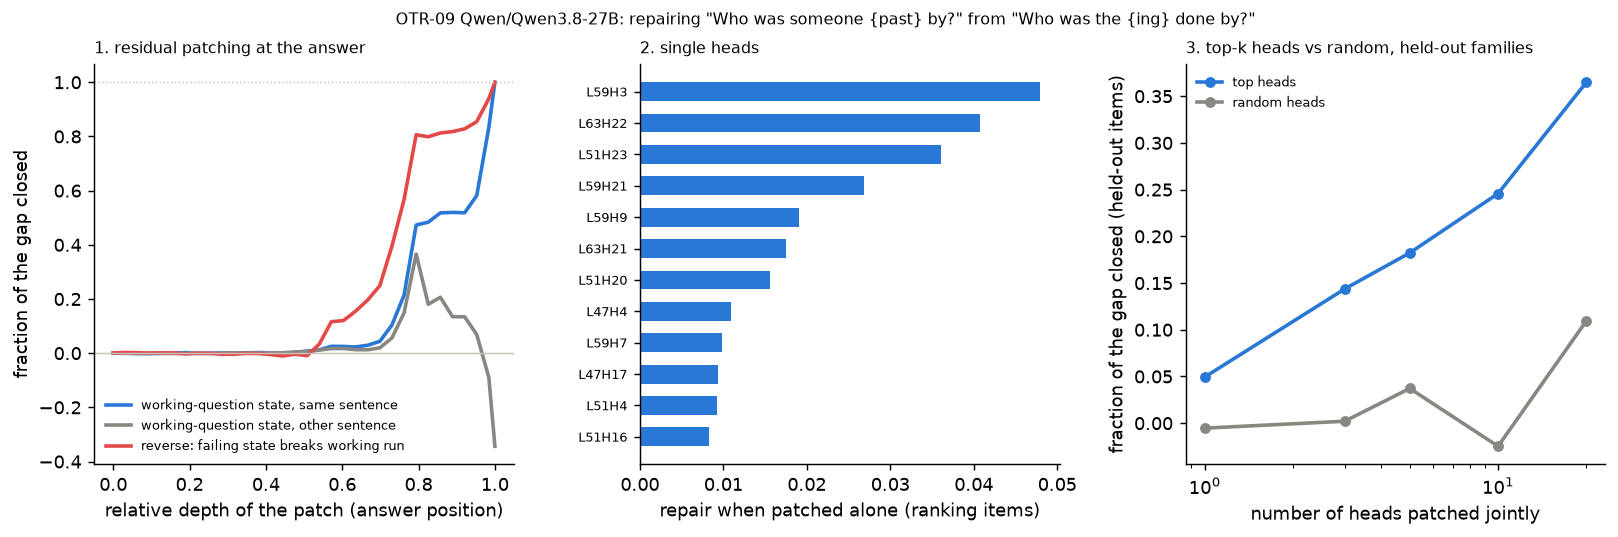 OTR-09 Qwen/Qwen3.8-27B: repairing "Who was someone {past} by?" from "Who was the {ing} done by?"
1. residual patching at the answer
fraction of the gap closed
1.0
0.8
0.6
0.4
0.2
0.0
−0.2
−0.4
working-question state, same sentence
working-question state, other sentence
reverse: failing state breaks working run
0.0 0.2 0.4 0.6 0.8 1.0
relative depth of the patch (answer position)
2. single heads
L59H3
L63H22
L51H23
L59H21
L59H9
L63H21
L51H20
L47H4
L59H7
L47H17
L51H4
L51H16
0.00 0.01 0.02 0.03 0.04 0.05
repair when patched alone (ranking items)
3. top-k heads vs random, held-out families
fraction of the gap closed (held-out items)
top heads
random heads
0.35
0.30
0.25
0.20
0.15
0.10
0.05
0.00
10⁰ 10¹
number of heads patched jointly